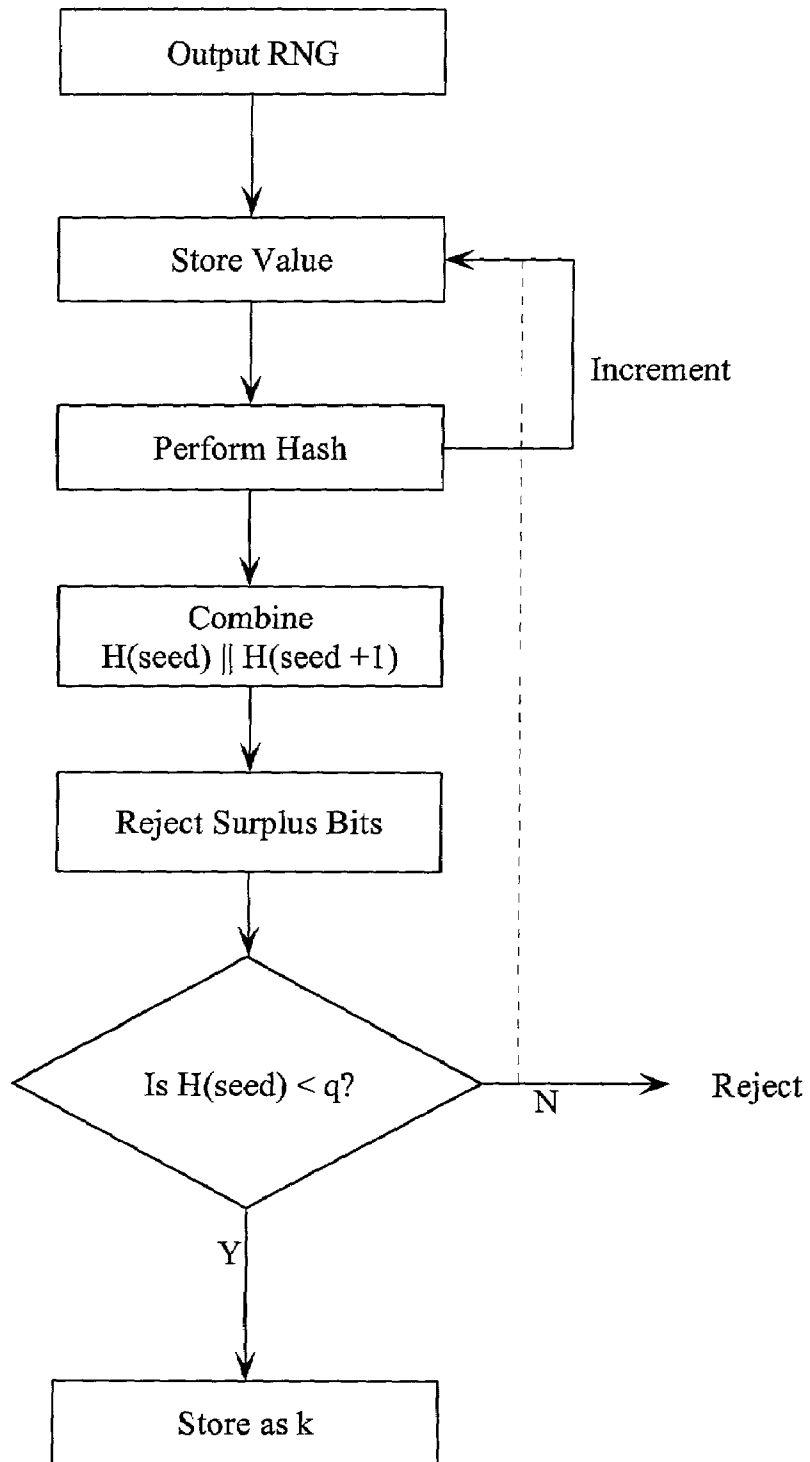 Output RNG
Store Value
Increment
Perform Hash
Combine
H(seed) || H(seed +1)
Reject Surplus Bits
Is H(seed) < q?
N
Reject
Y
Store as k